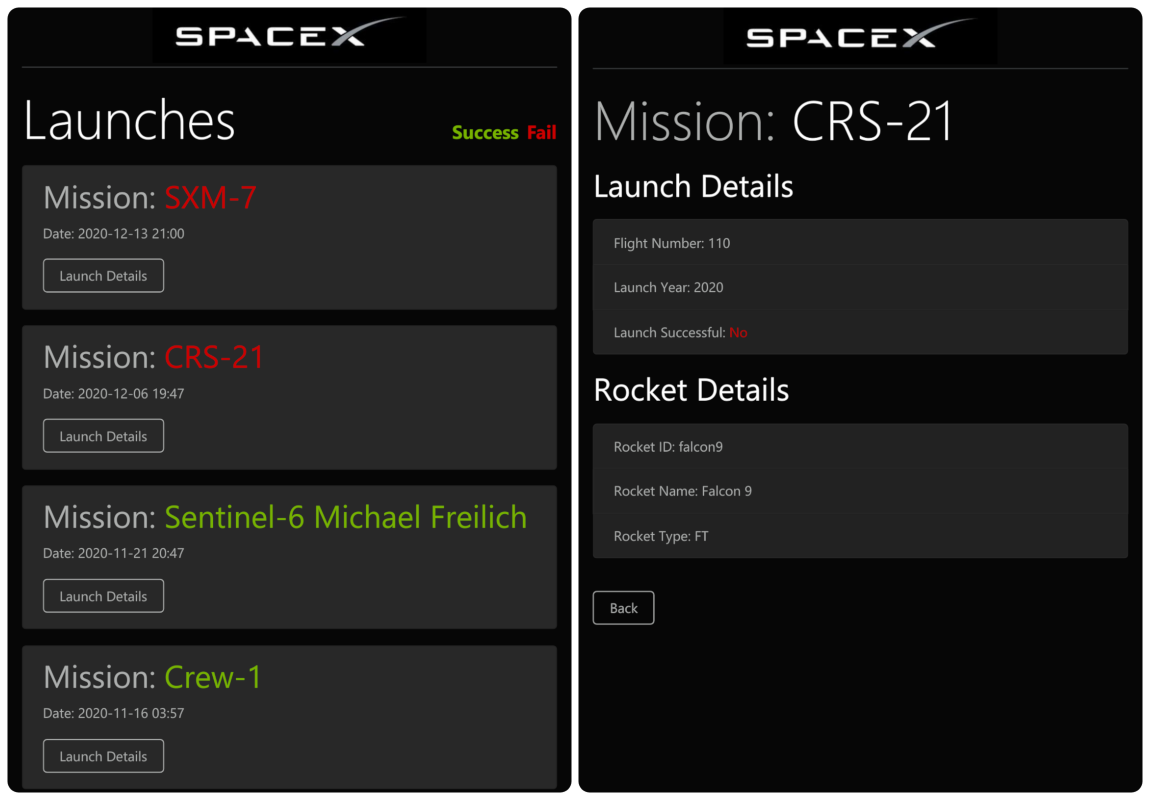 SPACEX
Launches
Success Fail
Mission: SXM-7
Date: 2020-12-13 21:00
Launch Details
Mission: CRS-21
Date: 2020-12-06 19:47
Launch Details
Mission: Sentinel-6 Michael Freilich
Date: 2020-11-21 20:47
Launch Details
Mission: Crew-1
Date: 2020-11-16 03:57
Launch Details
SPACEX
Mission: CRS-21
Launch Details
Flight Number: 110
Launch Year: 2020
Launch Successful: No
Rocket Details
Rocket ID: falcon9
Rocket Name: Falcon 9
Rocket Type: FT
Back